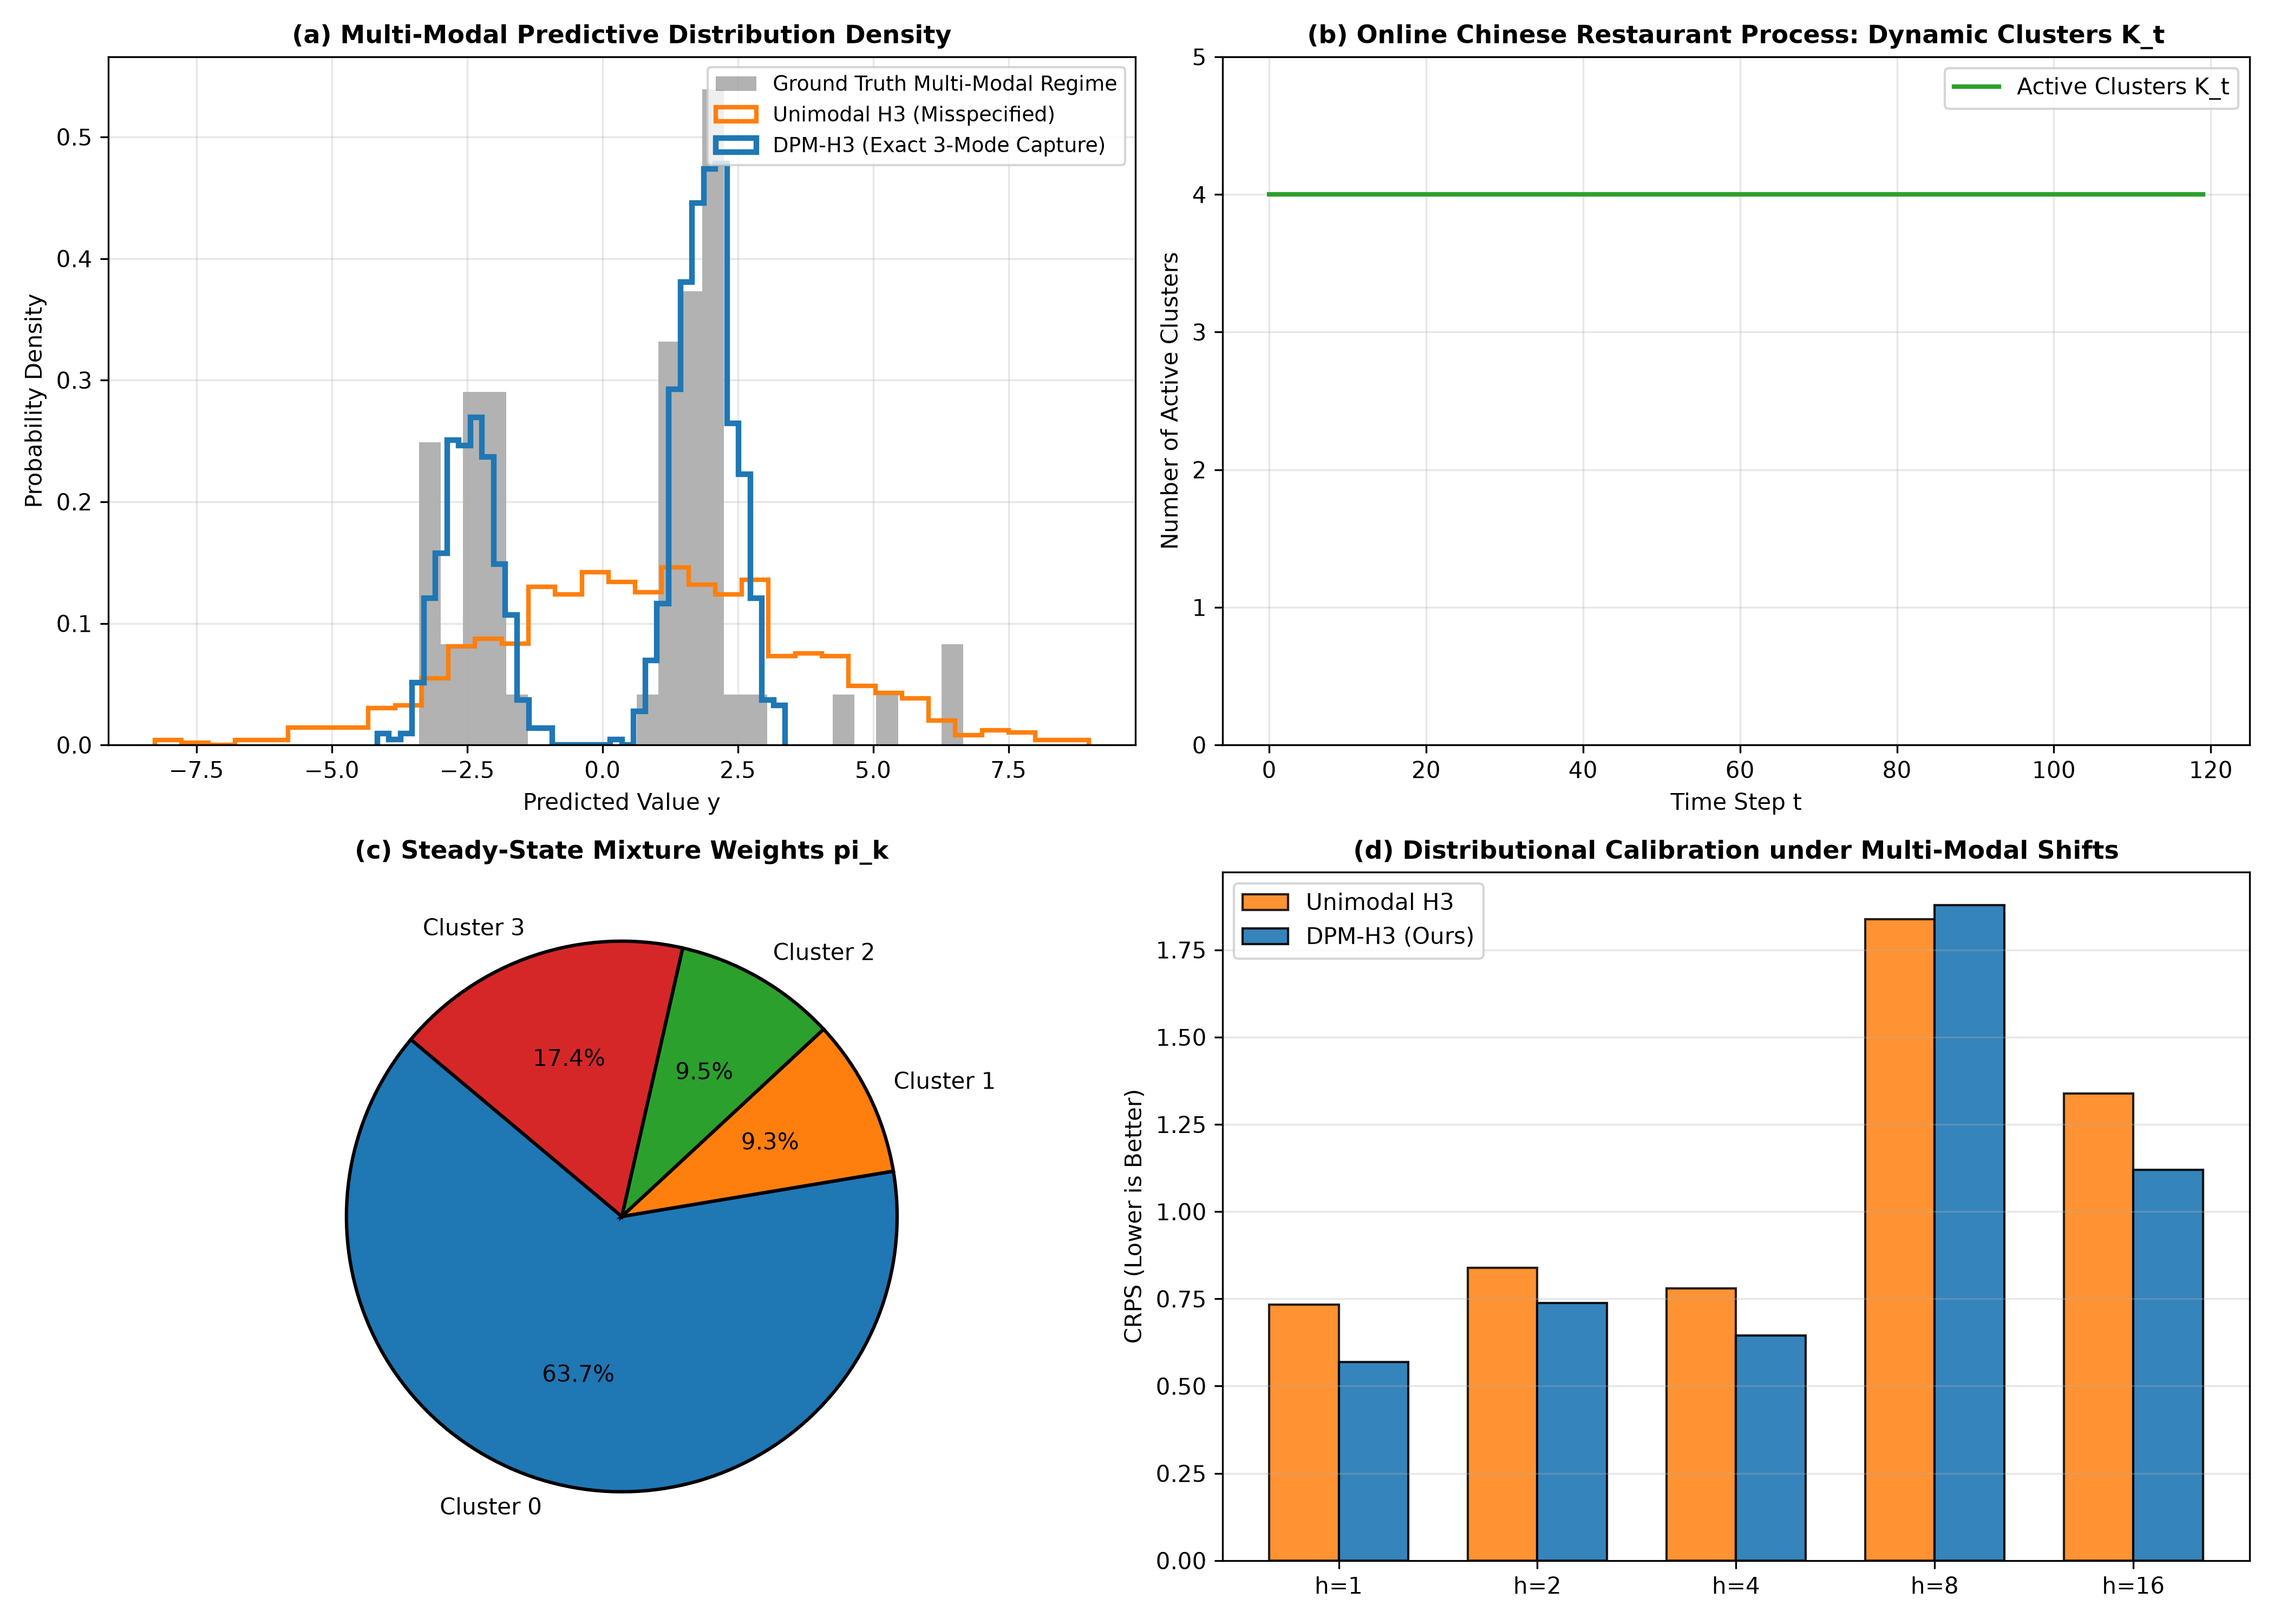 (a) Multi-Modal Predictive Distribution Density
Ground Truth Multi-Modal Regime
Unimodal H3 (Misspecified)
DPM-H3 (Exact 3-Mode Capture)
Probability Density
0.5
0.4
0.3
0.2
0.1
0.0
−7.5
−5.0
−2.5
0.0
2.5
5.0
7.5
Predicted Value y
(b) Online Chinese Restaurant Process: Dynamic Clusters K_t
Active Clusters K_t
Number of Active Clusters
5
4
3
2
1
0
0
20
40
60
80
100
120
Time Step t
(c) Steady-State Mixture Weights pi_k
Cluster 3
Cluster 2
Cluster 1
17.4%
9.5%
9.3%
63.7%
Cluster 0
(d) Distributional Calibration under Multi-Modal Shifts
Unimodal H3
DPM-H3 (Ours)
CRPS (Lower is Better)
1.75
1.50
1.25
1.00
0.75
0.50
0.25
0.00
h=1
h=2
h=4
h=8
h=16